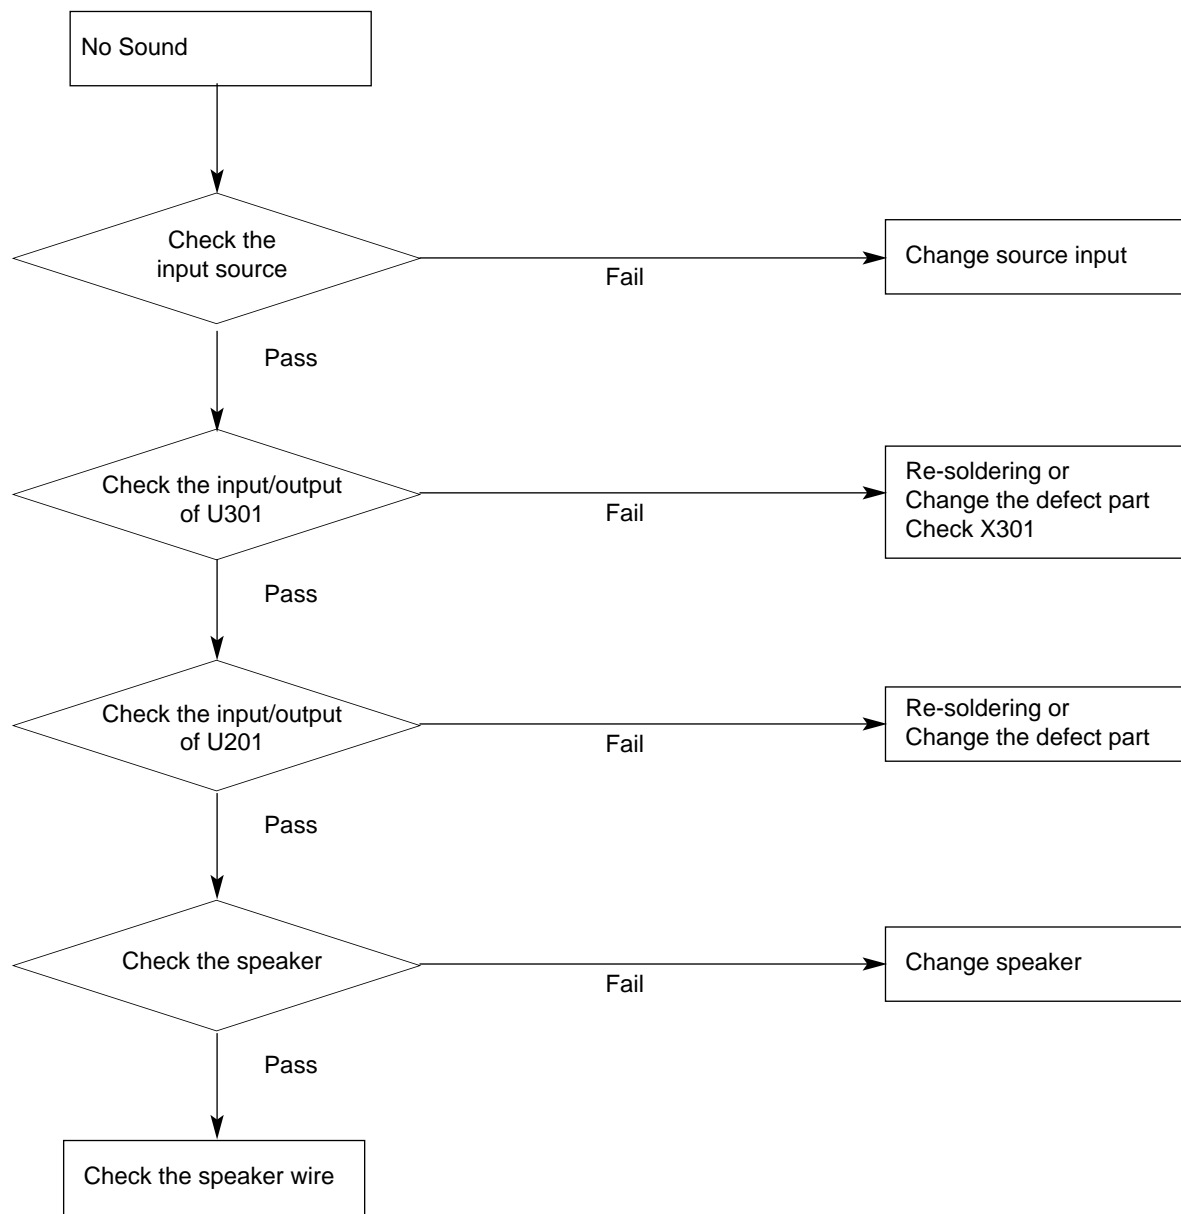 No Sound
Check the
input source
Fail
Change source input
Pass
Check the input/output
of U301
Fail
Re-soldering or
Change the defect part
Check X301
Pass
Check the input/output
of U201
Fail
Re-soldering or
Change the defect part
Pass
Check the speaker
Fail
Change speaker
Pass
Check the speaker wire